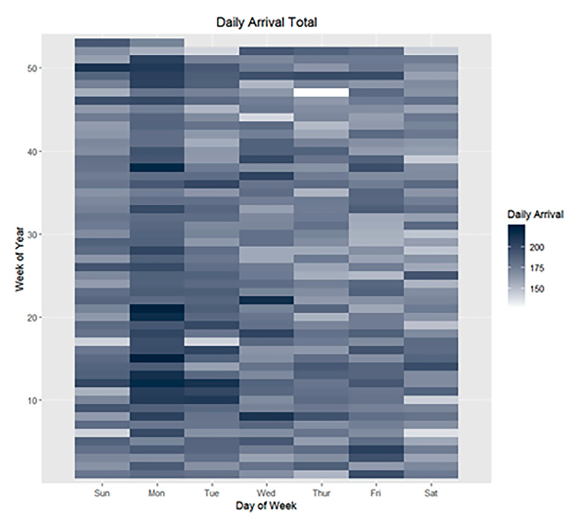 Daily Arrival Total
Week of Year
50
40
30
20
10
Sun Mon Tue Wed Thur Fri Sat
Day of Week
Daily Arrival
200
175
150